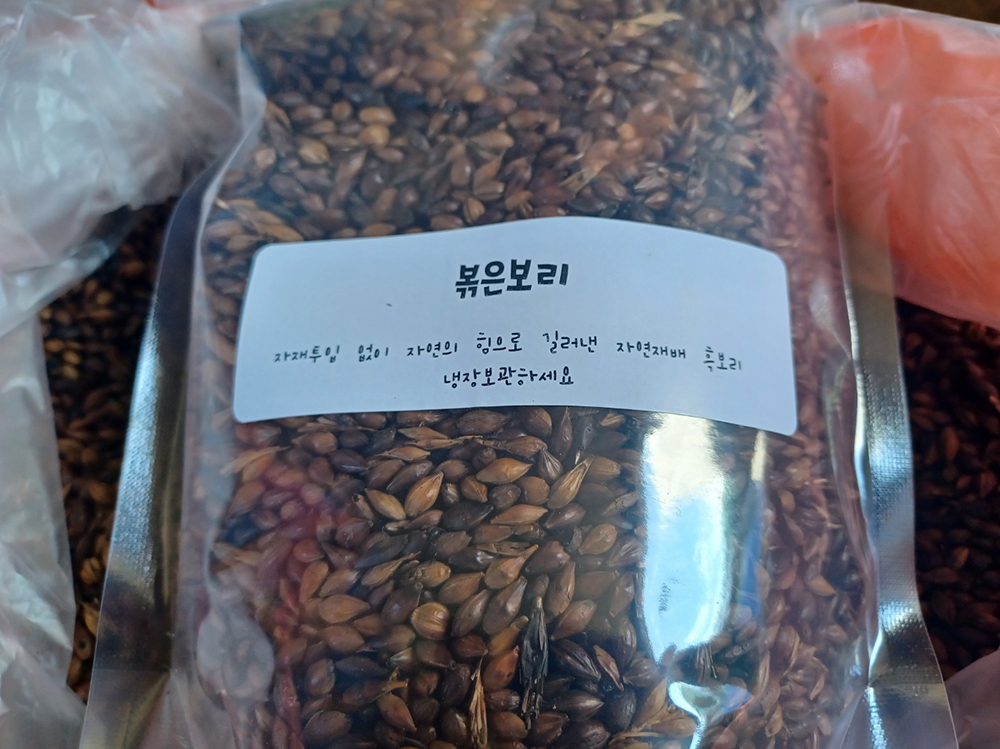 볶은보리
자재투입 없이 자연의 힘으로 길러낸 자연재배 흑보리
냉장보관하세요